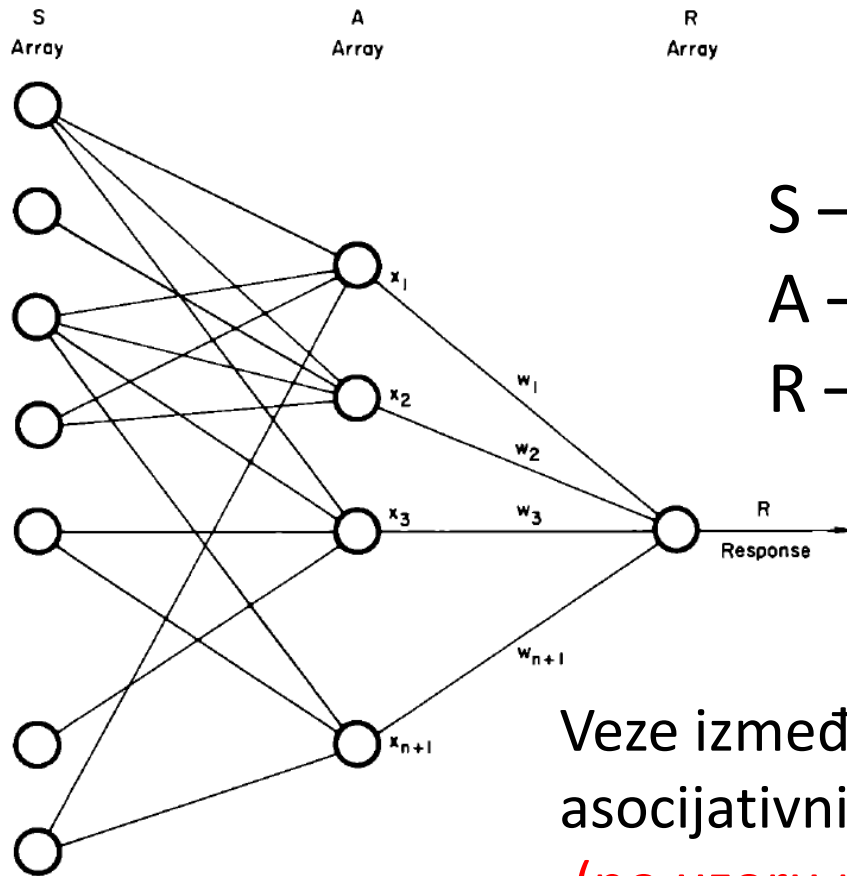 S
Array
A
Array
R
Array
S –
A –
R –
x₁
x₂
x₃
xₙ₊₁
w₁
w₂
w₃
wₙ₊₁
R
Response
Veze izmeđ
asocijativni